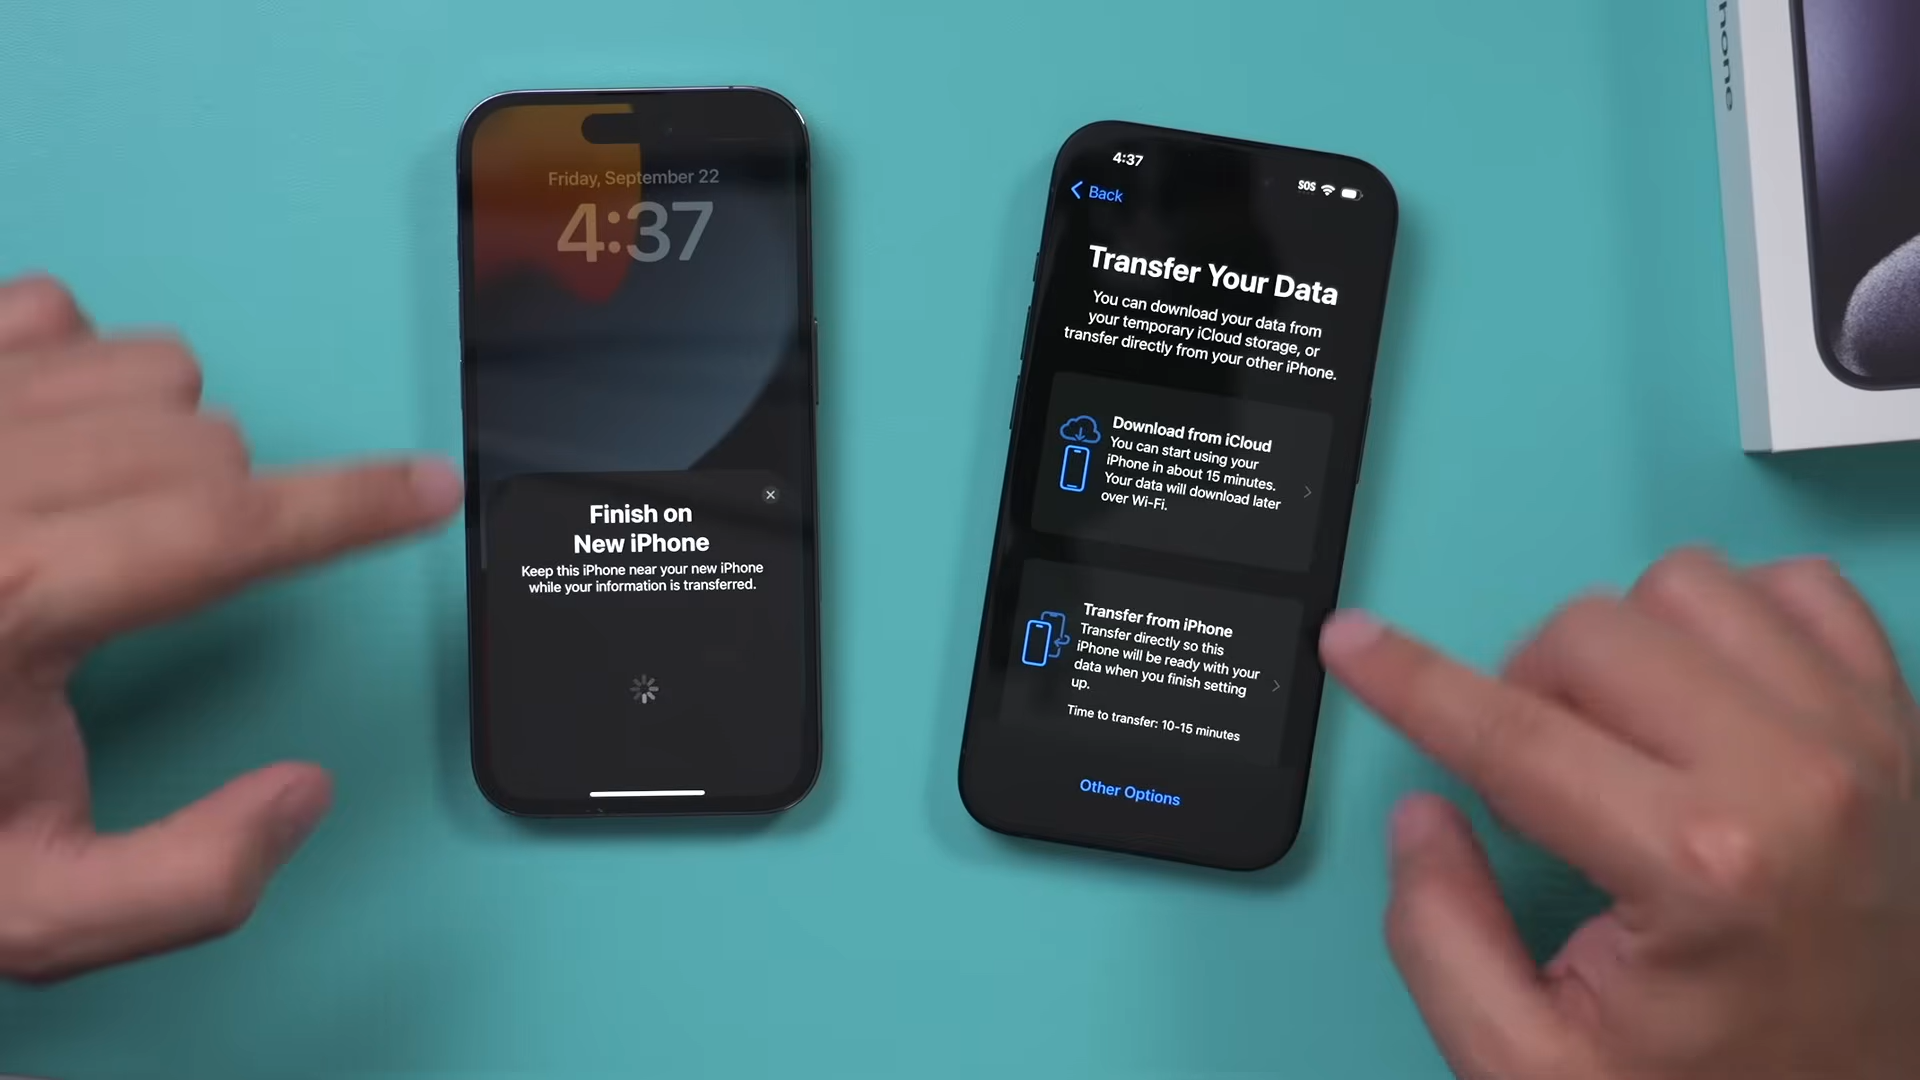 Friday, September 22
4:37
Finish on
New iPhone
Keep this iPhone near your new iPhone
while your information is transferred.
4:37
SOS
Back
Transfer Your Data
You can download your data from
your temporary iCloud storage, or
transfer directly from your other iPhone.
Download from iCloud
You can start using your
iPhone in about 15 minutes.
Your data will download later
over Wi-Fi.
Transfer from iPhone
Transfer directly so this
iPhone will be ready with your
data when you finish setting
up.
Time to transfer: 10-15 minutes
Other Options
hone